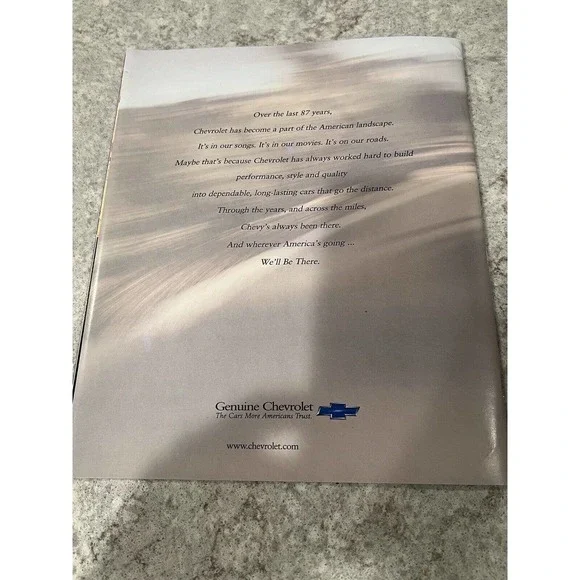 Over the last 87 years,
Chevrolet has become a part of the American landscape.
It's in our songs. It's in our movies. It's on our roads.
Maybe that's because Chevrolet has always worked hard to build
performance, style and quality
into dependable, long-lasting cars that go the distance.
Through the years, and across the miles,
Chevy's always been there.
And wherever America's going ...
We'll Be There.
Genuine Chevrolet
The Cars More Americans Trust.
www.chevrolet.com